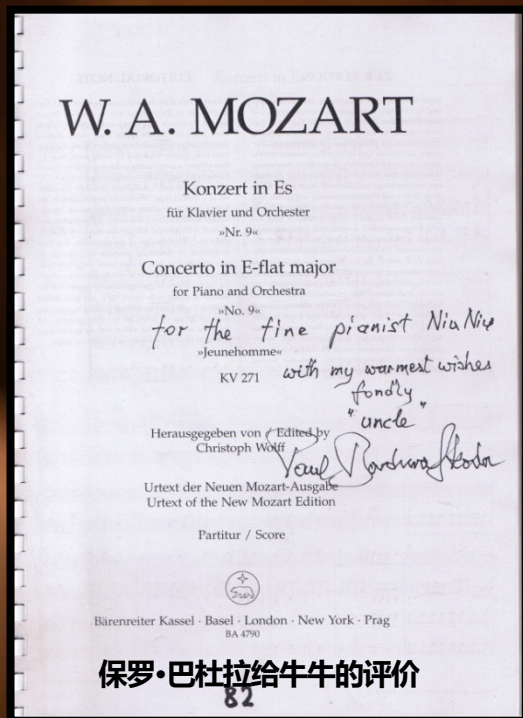 W. A. MOZART
Konzert in Es
für Klavier und Orchester
»Nr. 9«
Concerto in E-flat major
for Piano and Orchestra
»No. 9«
for the fine pianist Niu Niu
»Jeunehomme«
KV 271
with my warmest wishes
fondly
"uncle"
Herausgegeben von / Edited by
Christoph Wolff
Paul Badura-Skoda
Urtext der Neuen Mozart-Ausgabe
Urtext of the New Mozart Edition
Partitur / Score
Bärenreiter Kassel · Basel · London · New York · Prag
BA 4790
保罗·巴杜拉给牛牛的评价
82